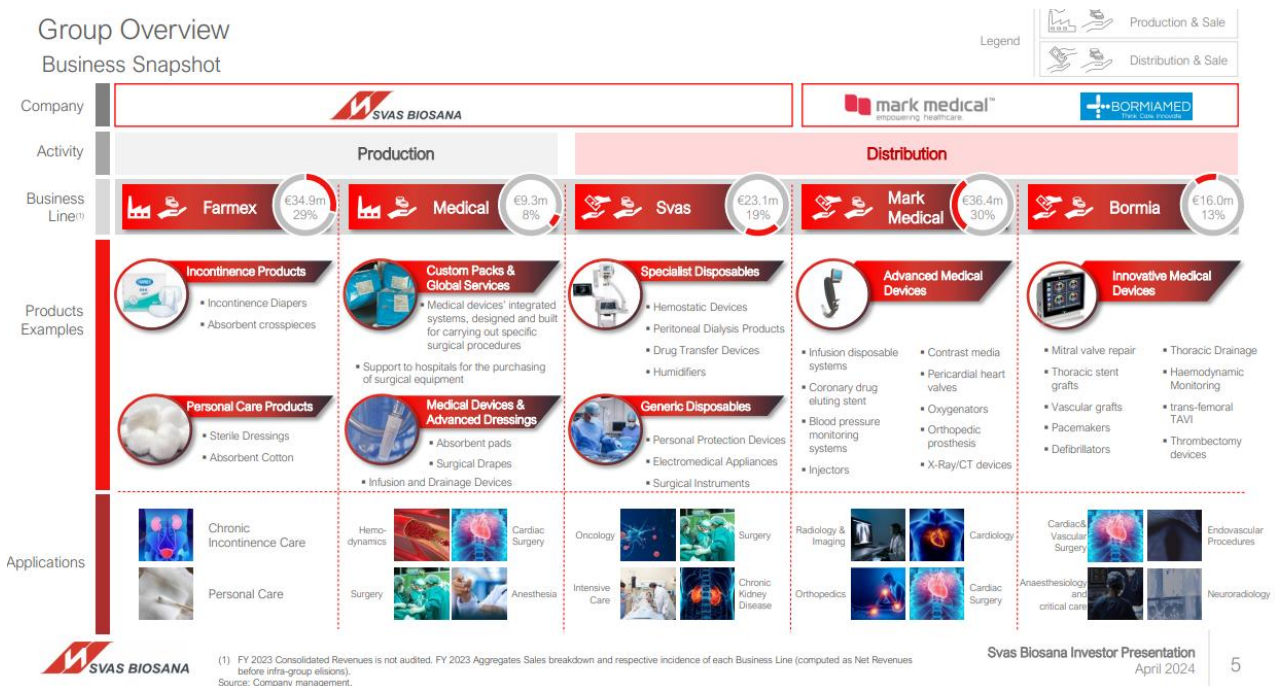 Group Overview
Business Snapshot
Legend
Production & Sale
Distribution & Sale
Company
SVAS BIOSANA
mark medical™
empowering healthcare.
BORMIAMED
Think Care Innovate
Activity
Production
Distribution
Business
Line(1)
Farmex
€34.9m
29%
Medical
€9.3m
8%
Svas
€23.1m
19%
Mark
Medical
€36.4m
30%
Bormia
€16.0m
13%
Products
Examples
Incontinence Products
▪ Incontinence Diapers
▪ Absorbent crosspieces
Personal Care Products
▪ Sterile Dressings
▪ Absorbent Cotton
Custom Packs &
Global Services
▪ Medical devices' integrated
systems, designed and built
for carrying out specific
surgical procedures
▪ Support to hospitals for the purchasing
of surgical equipment
Medical Devices &
Advanced Dressings
▪ Absorbent pads
▪ Surgical Drapes
▪ Infusion and Drainage Devices
Specialist Disposables
▪ Hemostatic Devices
▪ Peritoneal Dialysis Products
▪ Drug Transfer Devices
▪ Humidifiers
Generic Disposables
▪ Personal Protection Devices
▪ Electromedical Appliances
▪ Surgical Instruments
Advanced Medical
Devices
▪ Infusion disposable
systems
▪ Coronary drug
eluting stent
▪ Blood pressure
monitoring
systems
▪ Injectors
▪ Contrast media
▪ Pericardial heart
valves
▪ Oxygenators
▪ Orthopedic
prosthesis
▪ X-Ray/CT devices
Innovative Medical
Devices
▪ Mitral valve repair
▪ Thoracic stent
grafts
▪ Vascular grafts
▪ Pacemakers
▪ Defibrillators
▪ Thoracic Drainage
▪ Haemodynamic
Monitoring
▪ trans-femoral
TAVI
▪ Thrombectomy
devices
Applications
Chronic
Incontinence Care
Personal Care
Hemo-
dynamics
Cardiac
Surgery
Surgery
Anesthesia
Oncology
Surgery
Intensive
Care
Chronic
Kidney
Disease
Radiology &
Imaging
Cardiology
Orthopedics
Cardiac
Surgery
Cardiac&
Vascular
Surgery
Endovascular
Procedures
Anaesthesiology
and
critical care
Neuroradiology
SVAS BIOSANA
(1) FY 2023 Consolidated Revenues is not audited. FY 2023 Aggregates Sales breakdown and respective incidence of each Business Line (computed as Net Revenues
before infra-group elisions).
Source: Company management.
Svas Biosana Investor Presentation
April 2024
5